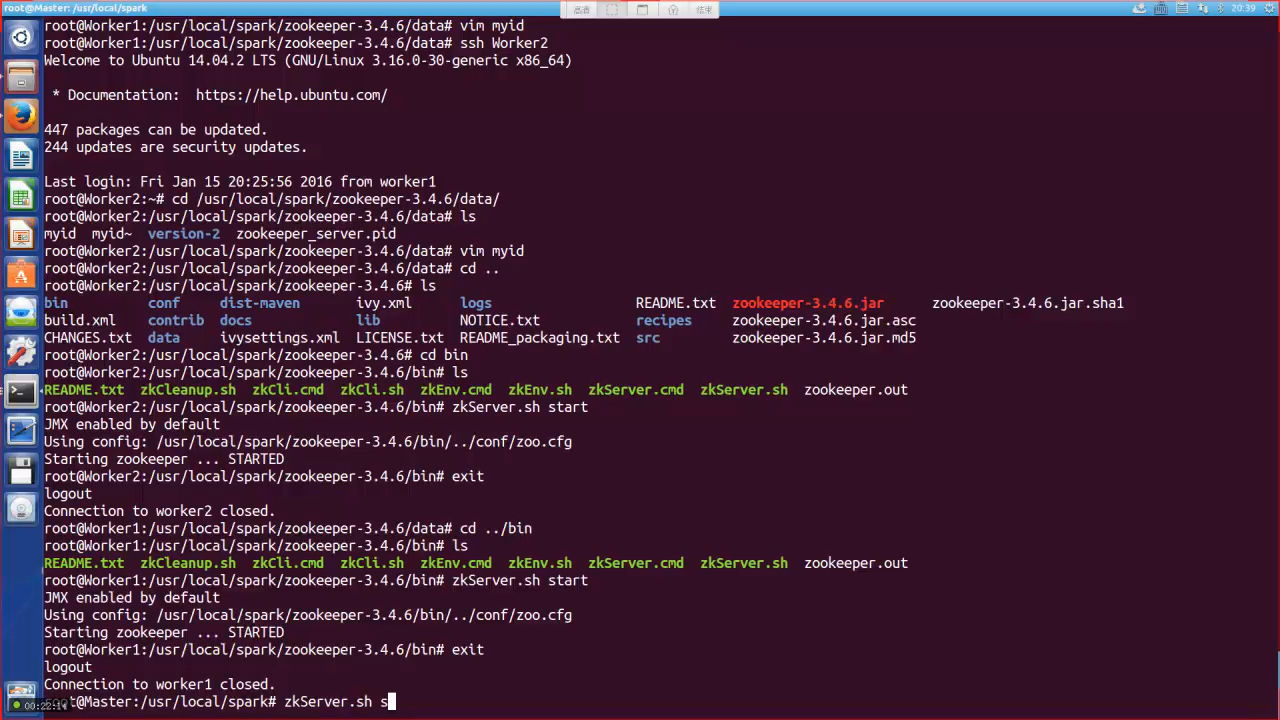 root@Master: /usr/local/spark
高清
结束
20:39
root@Worker1:/usr/local/spark/zookeeper-3.4.6/data# vim myid
root@Worker1:/usr/local/spark/zookeeper-3.4.6/data# ssh Worker2
Welcome to Ubuntu 14.04.2 LTS (GNU/Linux 3.16.0-30-generic x86_64)
* Documentation:  https://help.ubuntu.com/
447 packages can be updated.
244 updates are security updates.
Last login: Fri Jan 15 20:25:56 2016 from worker1
root@Worker2:~# cd /usr/local/spark/zookeeper-3.4.6/data/
root@Worker2:/usr/local/spark/zookeeper-3.4.6/data# ls
myid  myid~  version-2  zookeeper_server.pid
root@Worker2:/usr/local/spark/zookeeper-3.4.6/data# vim myid
root@Worker2:/usr/local/spark/zookeeper-3.4.6/data# cd ..
root@Worker2:/usr/local/spark/zookeeper-3.4.6# ls
bin conf dist-maven ivy.xml logs README.txt zookeeper-3.4.6.jar zookeeper-3.4.6.jar.sha1
build.xml contrib docs lib NOTICE.txt recipes zookeeper-3.4.6.jar.asc
CHANGES.txt data ivysettings.xml LICENSE.txt README_packaging.txt src zookeeper-3.4.6.jar.md5
root@Worker2:/usr/local/spark/zookeeper-3.4.6# cd bin
root@Worker2:/usr/local/spark/zookeeper-3.4.6/bin# ls
README.txt zkCleanup.sh zkCli.cmd zkCli.sh zkEnv.cmd zkEnv.sh zkServer.cmd zkServer.sh zookeeper.out
root@Worker2:/usr/local/spark/zookeeper-3.4.6/bin# zkServer.sh start
JMX enabled by default
Using config: /usr/local/spark/zookeeper-3.4.6/bin/../conf/zoo.cfg
Starting zookeeper ... STARTED
root@Worker2:/usr/local/spark/zookeeper-3.4.6/bin# exit
logout
Connection to worker2 closed.
root@Worker1:/usr/local/spark/zookeeper-3.4.6/data# cd ../bin
root@Worker1:/usr/local/spark/zookeeper-3.4.6/bin# ls
README.txt zkCleanup.sh zkCli.cmd zkCli.sh zkEnv.cmd zkEnv.sh zkServer.cmd zkServer.sh zookeeper.out
root@Worker1:/usr/local/spark/zookeeper-3.4.6/bin# zkServer.sh start
JMX enabled by default
Using config: /usr/local/spark/zookeeper-3.4.6/bin/../conf/zoo.cfg
Starting zookeeper ... STARTED
root@Worker1:/usr/local/spark/zookeeper-3.4.6/bin# exit
logout
Connection to worker1 closed.
00:22:14
@Master:/usr/local/spark# zkServer.sh s